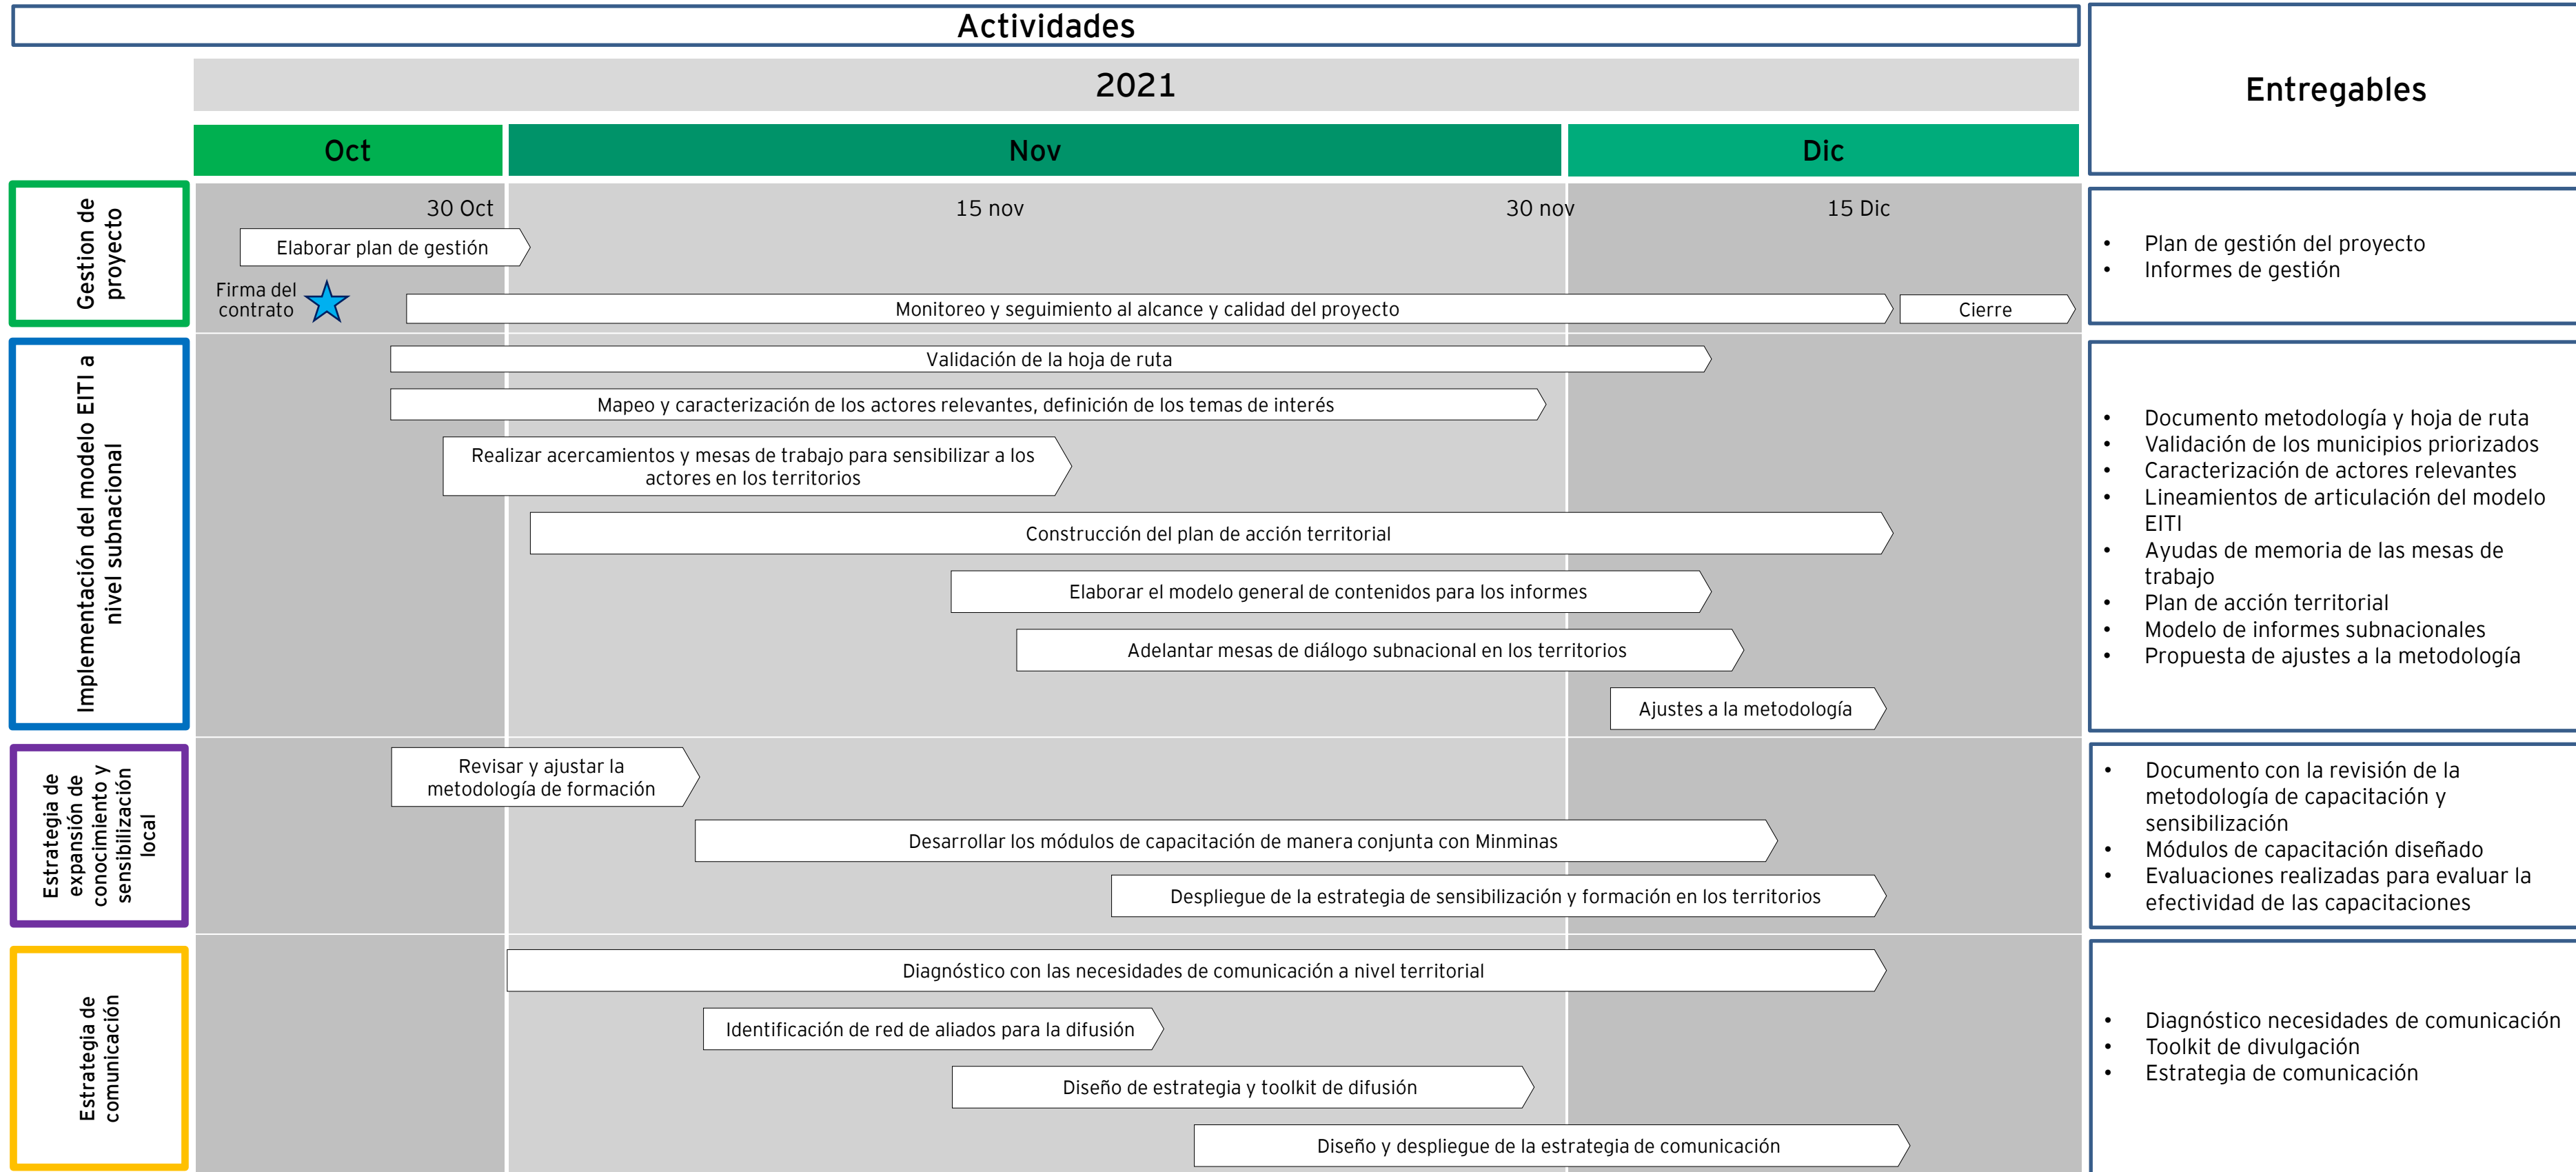 Actividades
Entregables
2021
Oct
Nov
Dic
Gestion de
proyecto
30 Oct
15 nov
30 nov
15 Dic
Elaborar plan de gestión
Firma del
contrato
Monitoreo y seguimiento al alcance y calidad del proyecto
Cierre
• Plan de gestión del proyecto
• Informes de gestión
Implementación del modelo EITI a
nivel subnacional
Validación de la hoja de ruta
Mapeo y caracterización de los actores relevantes, definición de los temas de interés
Realizar acercamientos y mesas de trabajo para sensibilizar a los
actores en los territorios
Construcción del plan de acción territorial
Elaborar el modelo general de contenidos para los informes
Adelantar mesas de diálogo subnacional en los territorios
Ajustes a la metodología
• Documento metodología y hoja de ruta
• Validación de los municipios priorizados
• Caracterización de actores relevantes
• Lineamientos de articulación del modelo
EITI
• Ayudas de memoria de las mesas de
trabajo
• Plan de acción territorial
• Modelo de informes subnacionales
• Propuesta de ajustes a la metodología
Estrategia de
expansión de
conocimiento y
sensibilización
local
Revisar y ajustar la
metodología de formación
Desarrollar los módulos de capacitación de manera conjunta con Minminas
Despliegue de la estrategia de sensibilización y formación en los territorios
• Documento con la revisión de la
metodología de capacitación y
sensibilización
• Módulos de capacitación diseñado
• Evaluaciones realizadas para evaluar la
efectividad de las capacitaciones
Estrategia de
comunicación
Diagnóstico con las necesidades de comunicación a nivel territorial
Identificación de red de aliados para la difusión
Diseño de estrategia y toolkit de difusión
Diseño y despliegue de la estrategia de comunicación
• Diagnóstico necesidades de comunicación
• Toolkit de divulgación
• Estrategia de comunicación